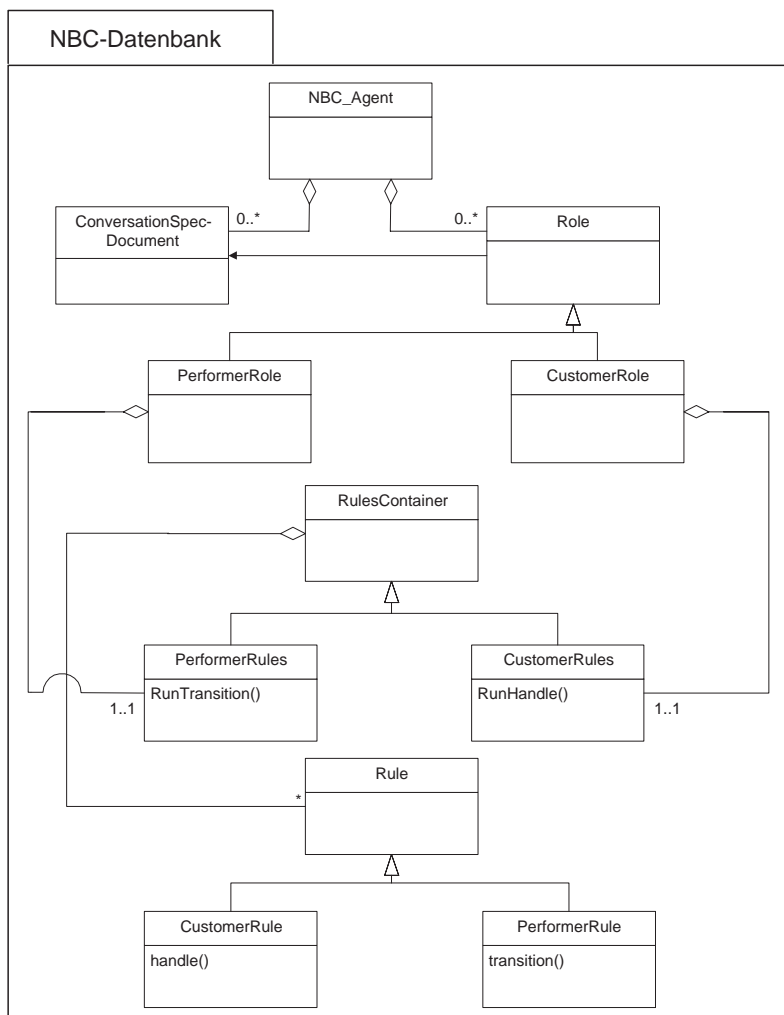 NBC-Datenbank
NBC_Agent
ConversationSpec-
Document
0..*
0..*
Role
PerformerRole
CustomerRole
RulesContainer
PerformerRules
RunTransition()
1..1
CustomerRules
RunHandle()
1..1
Rule
*
CustomerRule
handle()
PerformerRule
transition()